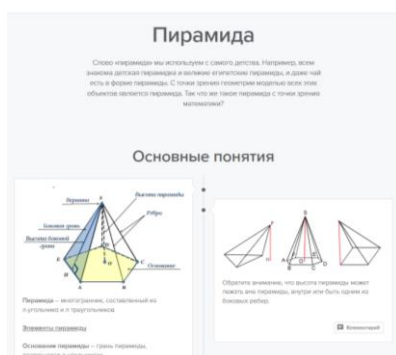 Пирамида
Слово «пирамида» мы используем с самого детства. Например, всем
знакома детская пирамидка и великие египетские пирамиды, и даже чай
есть в форме пирамиды. С точки зрения геометрии моделью всех этих
объектов является пирамида. Так что же такое пирамида с точки зрения
математики?
Основные понятия
Вершина
Высота пирамиды
Рёбра
Боковая грань
Высота боковой
грани
Основание
Пирамида – многогранник, составленный из
n-угольника и n треугольников
Элементы пирамиды
Основание пирамиды – грань пирамиды,
Обратите внимание, что высота пирамиды может
лежать вне пирамиды, внутри или быть одним из
боковых ребер.
Комментарий